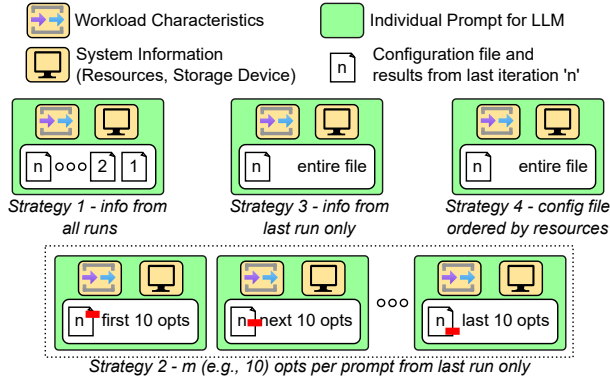 Workload Characteristics
Individual Prompt for LLM
System Information
(Resources, Storage Device)
n
Configuration file and
results from last iteration 'n'
n ooo 2 1
Strategy 1 - info from
all runs
n entire file
Strategy 3 - info from
last run only
n entire file
Strategy 4 - config file
ordered by resources
n first 10 opts
n next 10 opts
ooo
n last 10 opts
Strategy 2 - m (e.g., 10) opts per prompt from last run only